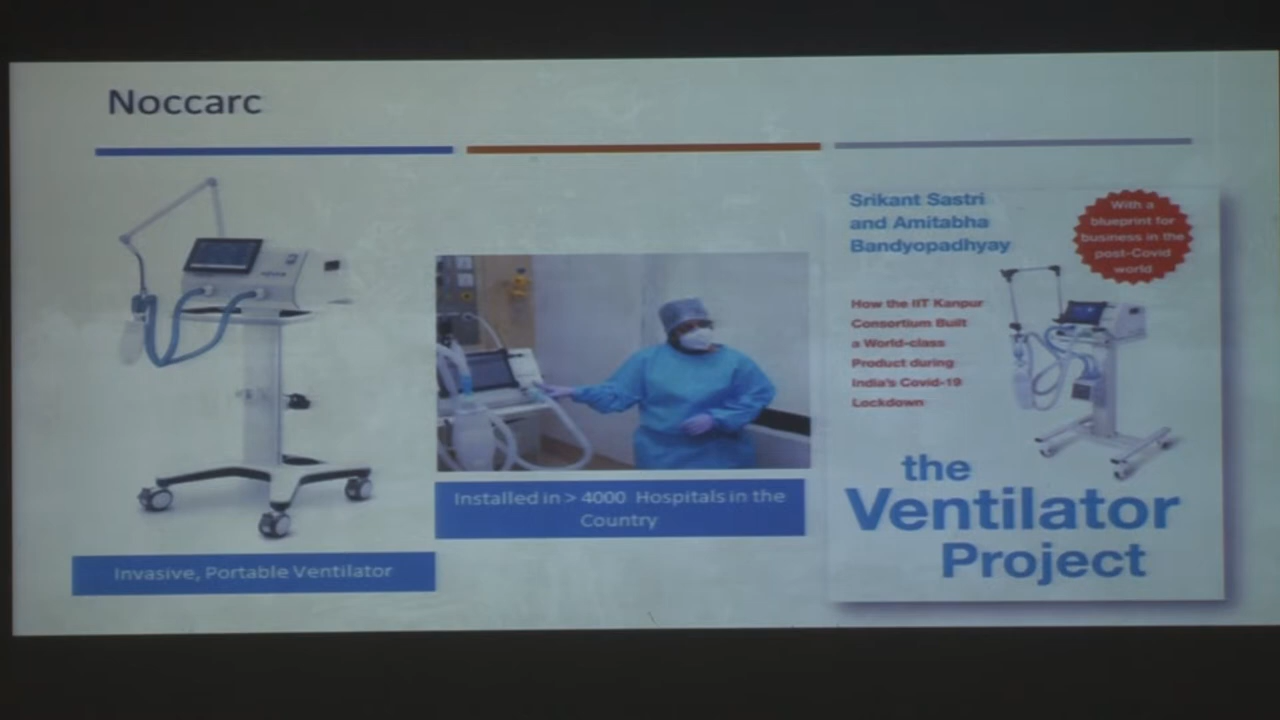 Noccarc
Invasive, Portable Ventilator
Installed in > 4000 Hospitals in the
Country
Srikant Sastri
and Amitabha
Bandyopadhyay
With a
blueprint for
business in the
post-Covid
world
How the IIT Kanpur
Consortium Built
a World-class
Product during
India's Covid-19
Lockdown
the
Ventilator
Project